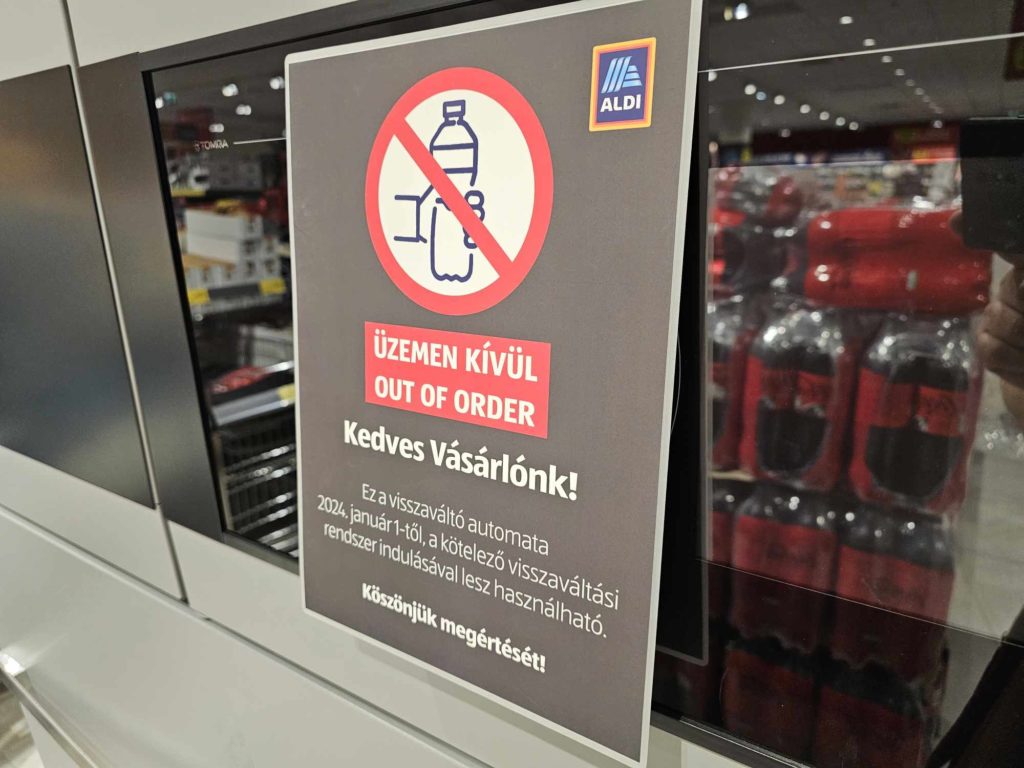 TOMRA
ALDI
ÜZEMEN KÍVÜL
OUT OF ORDER
Kedves Vásárlónk!
Ez a visszaváltó automata
2024. január 1-től, a kötelező visszaváltási
rendszer indulásával lesz használható.
Köszönjük megértését!